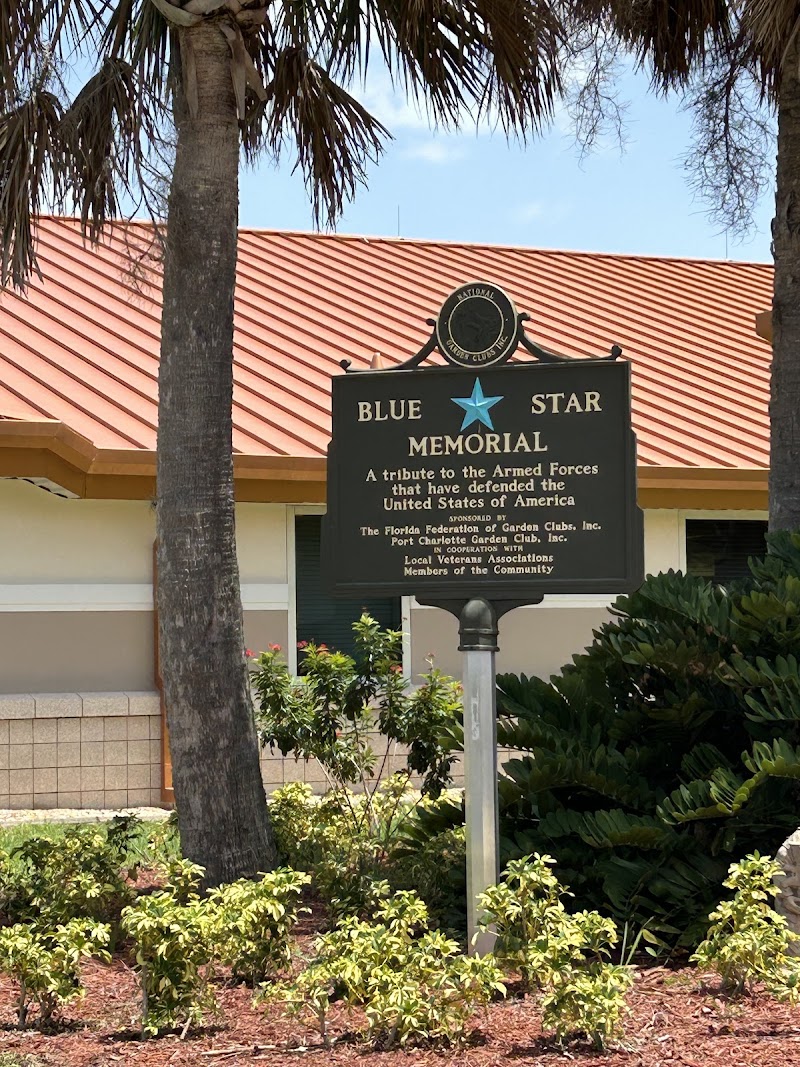 NATIONAL
GARDEN CLUBS INC.
BLUE STAR
MEMORIAL
A tribute to the Armed Forces
that have defended the
United States of America
SPONSORED BY
The Florida Federation of Garden Clubs, Inc.
Port Charlotte Garden Club, Inc.
IN COOPERATION WITH
Local Veterans Associations
Members of the Community